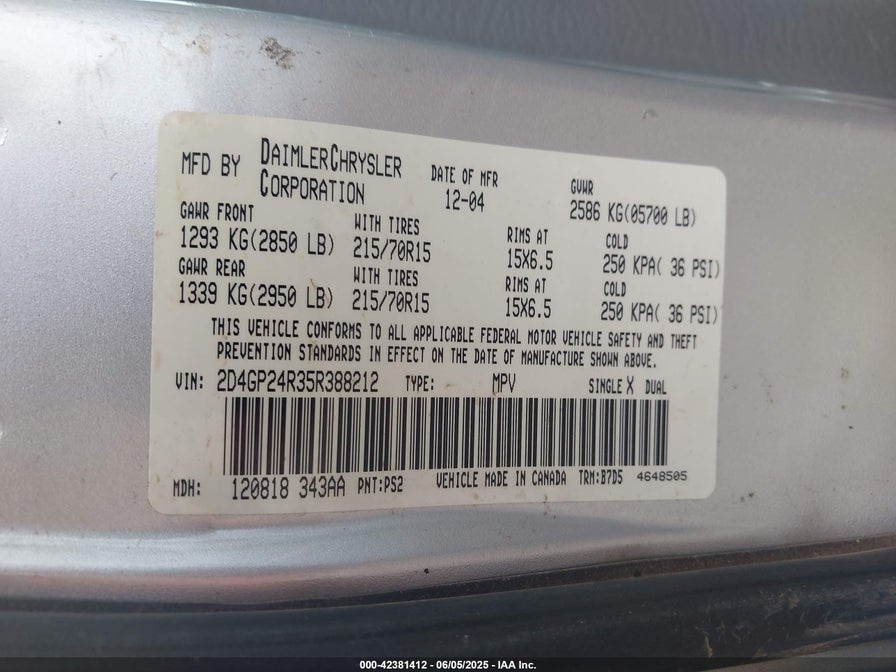 MFD BY DAIMLERCHRYSLER CORPORATION
DATE OF MFR 12-04
GVWR 2586 KG(05700 LB)
GAWR FRONT WITH TIRES RIMS AT COLD
1293 KG(2850 LB) 215/70R15 15X6.5 250 KPA( 36 PSI)
GAWR REAR WITH TIRES RIMS AT COLD
1339 KG(2950 LB) 215/70R15 15X6.5 250 KPA( 36 PSI)
THIS VEHICLE CONFORMS TO ALL APPLICABLE FEDERAL MOTOR VEHICLE SAFETY AND THEFT
PREVENTION STANDARDS IN EFFECT ON THE DATE OF MANUFACTURE SHOWN ABOVE.
VIN: 2D4GP24R35R388212 TYPE: MPV SINGLE X DUAL
MDH: 120818 343AA PNT:PS2 VEHICLE MADE IN CANADA TRM:B7D5 4648505
000-42381412 - 06/05/2025 - IAA Inc.